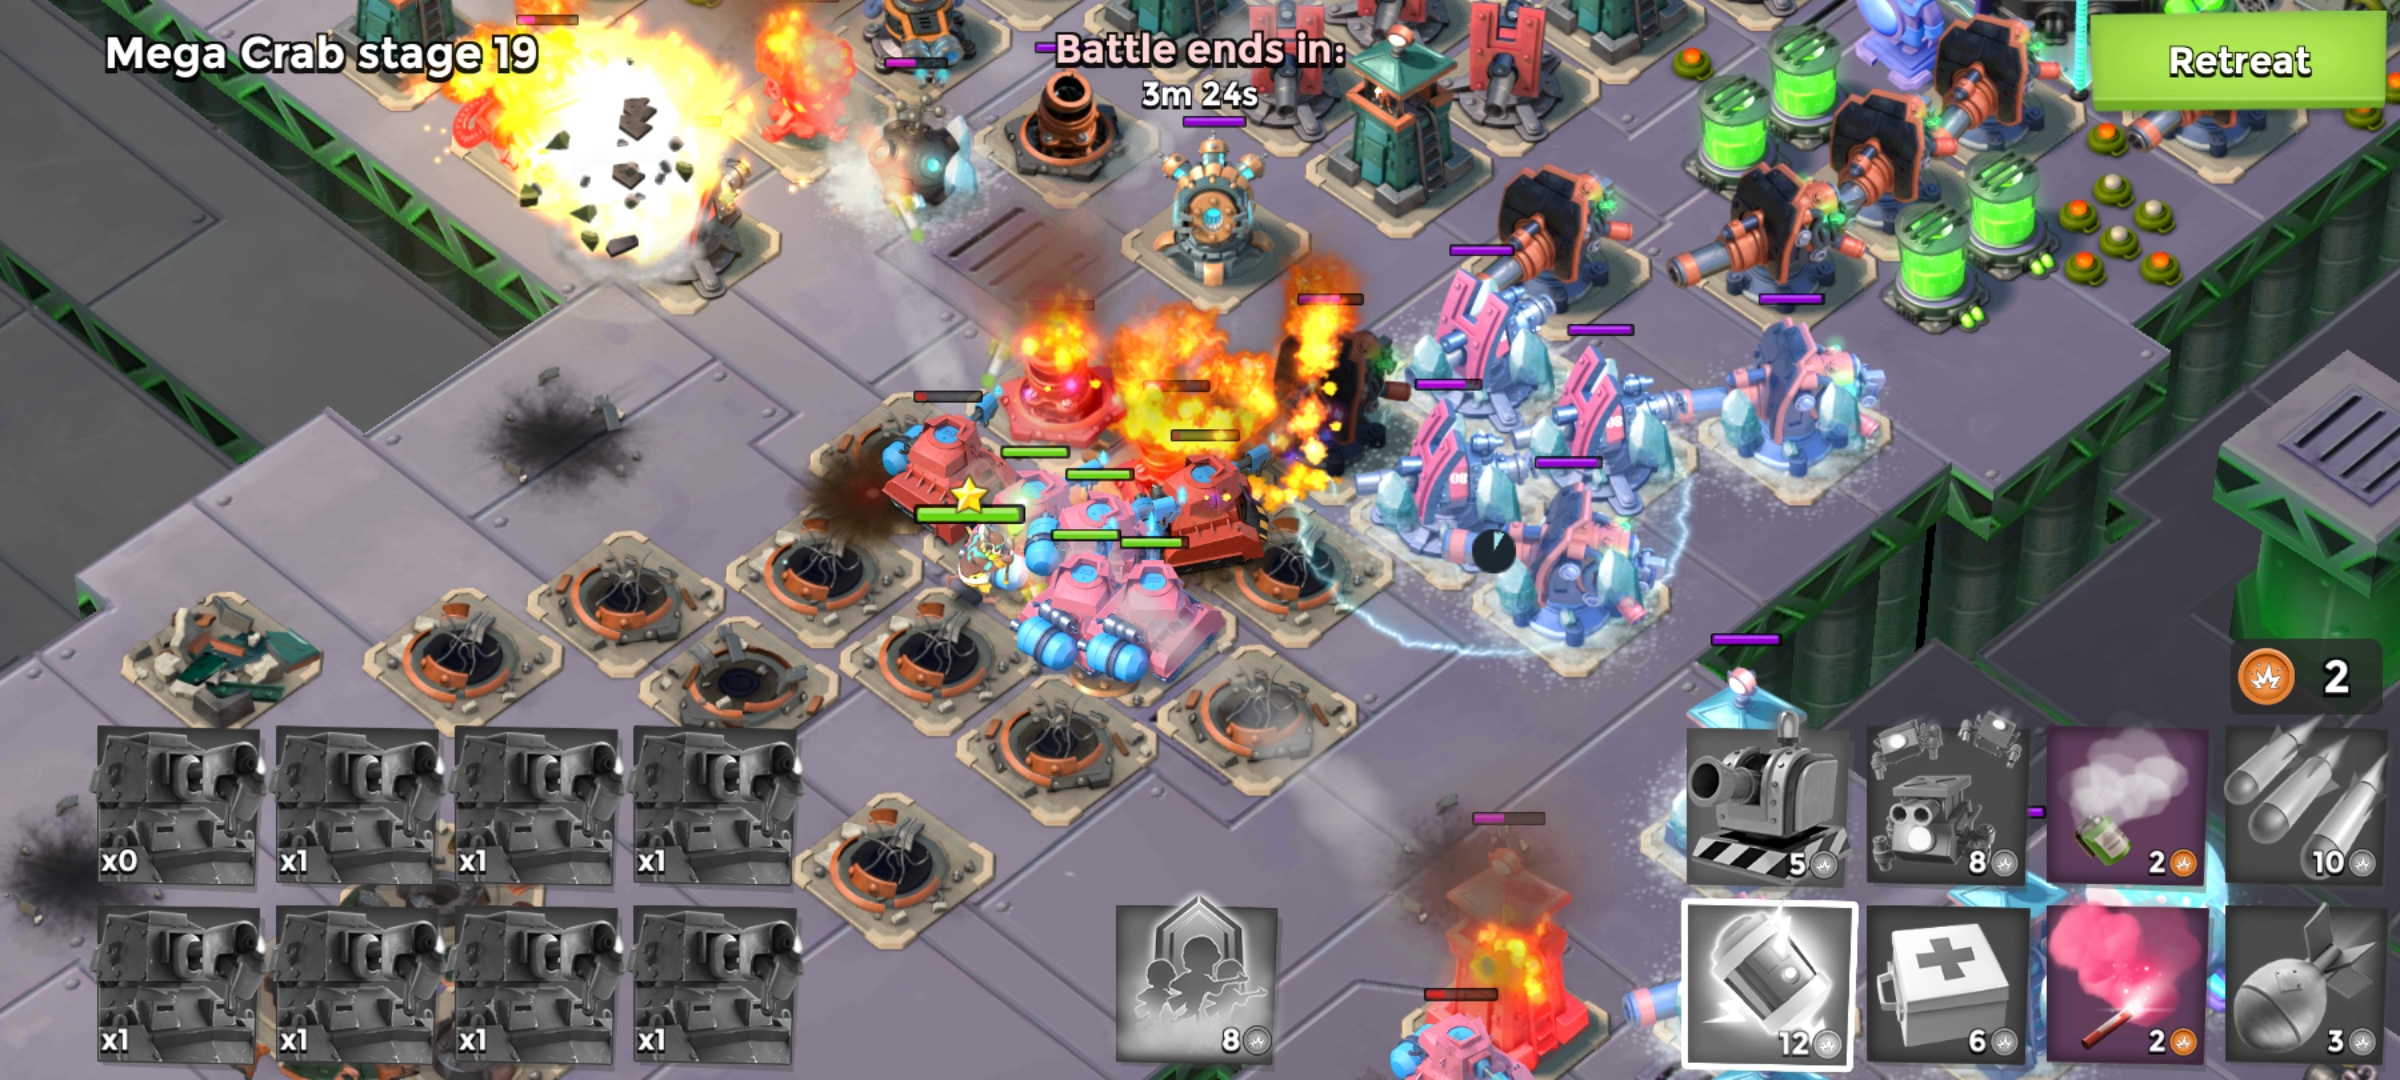 Mega Crab stage 19
Battle ends in:
3m 24s
Retreat
2
x0
x1
x1
x1
5
8
2
10
x1
x1
x1
x1
8
12
6
2
3